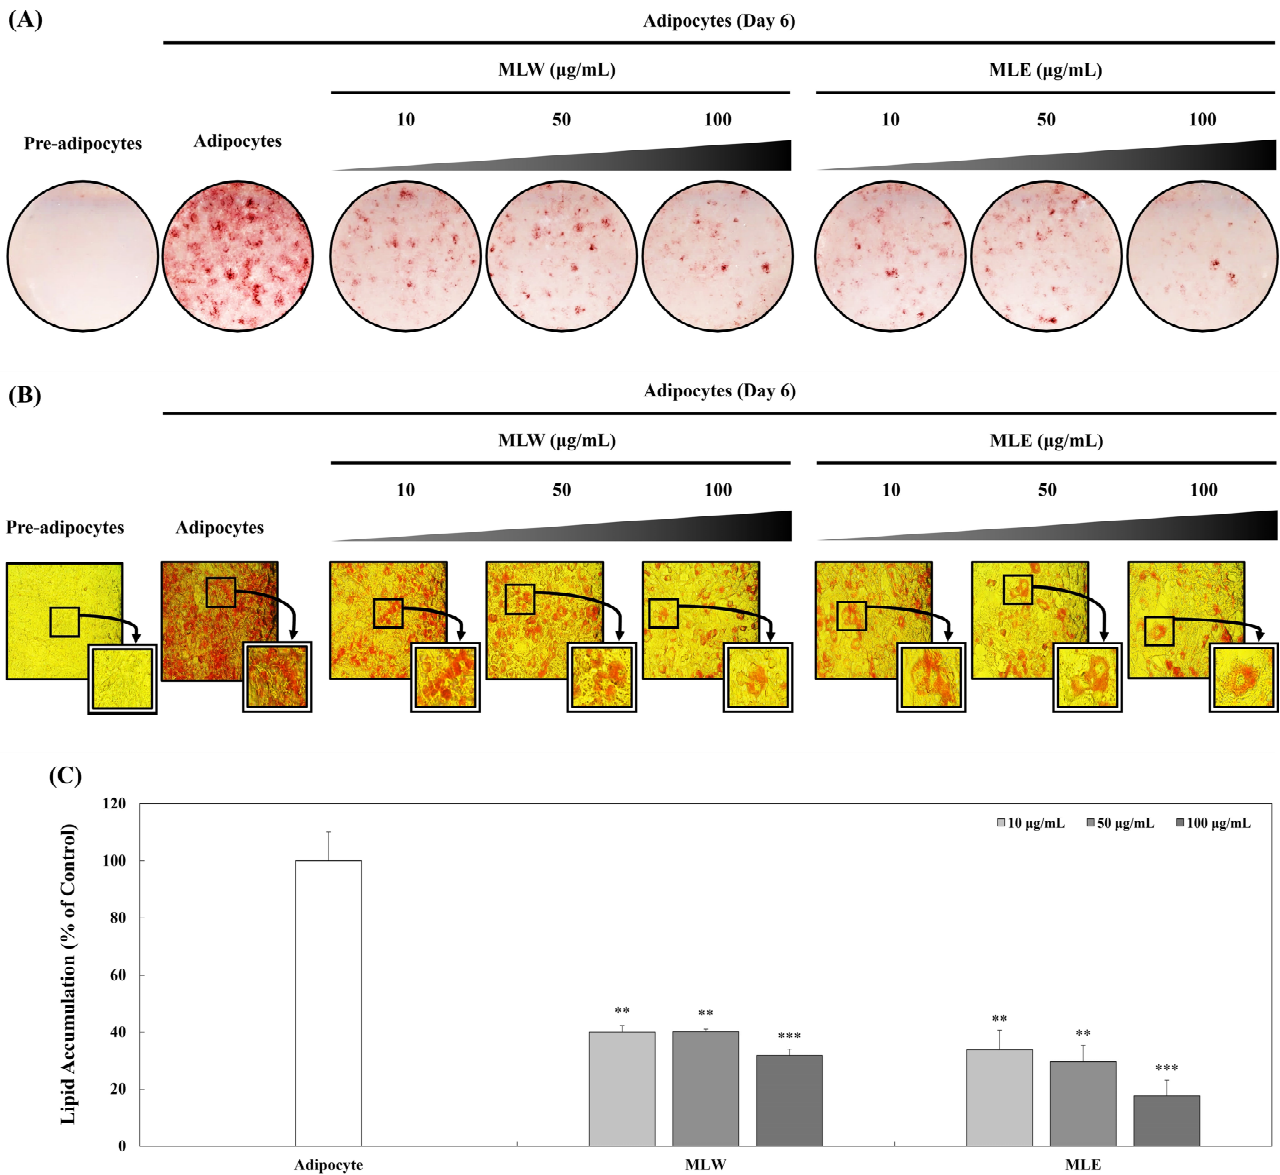 (A)
Adipocytes (Day 6)
MLW (μg/mL) MLE (μg/mL)
10 50 100 10 50 100
Pre-adipocytes Adipocytes
(B)
Adipocytes (Day 6)
MLW (μg/mL) MLE (μg/mL)
10 50 100 10 50 100
Pre-adipocytes Adipocytes
(C)
Lipid Accumulation (% of Control)
120
10 μg/mL 50 μg/mL 100 μg/mL
100
80
60
40
20
0
** ** *** ** ** ***
Adipocyte MLW MLE